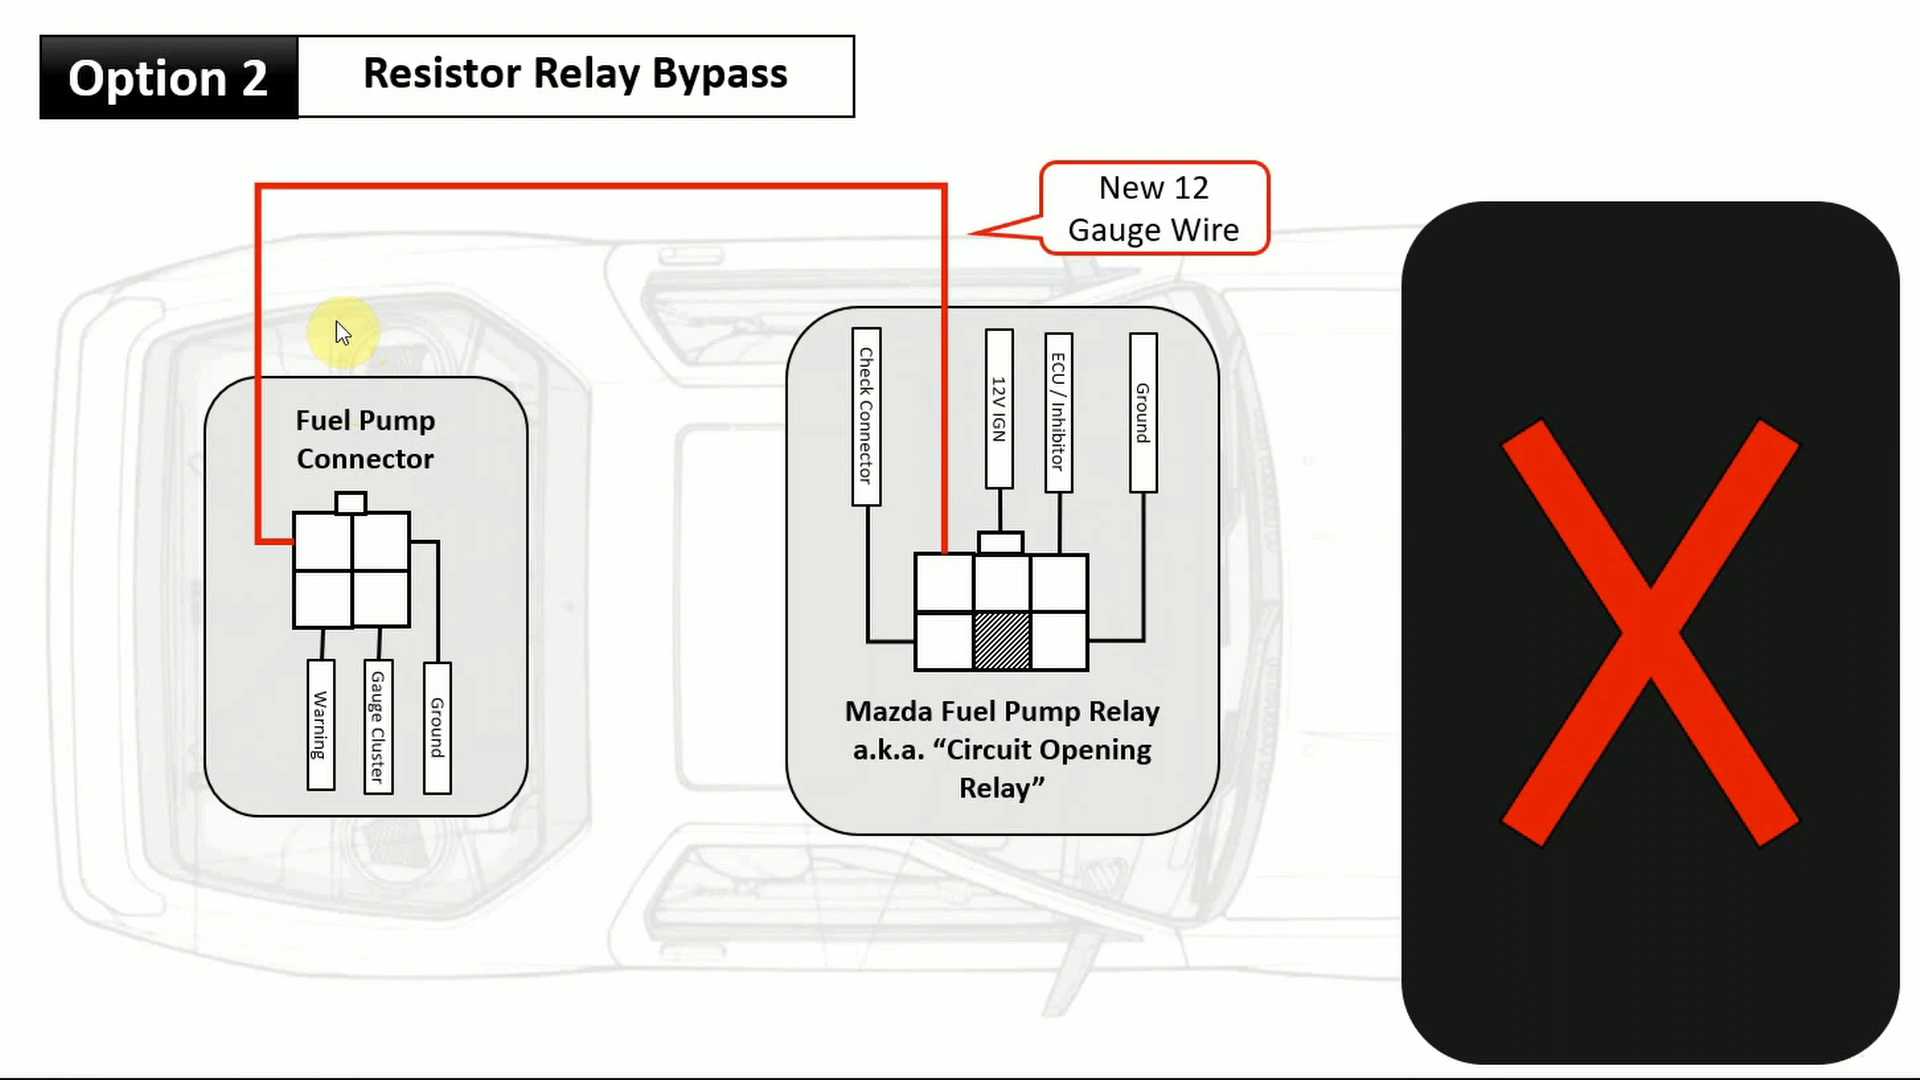 Option 2
Resistor Relay Bypass
New 12
Gauge Wire
Fuel Pump
Connector
Warning
Gauge Cluster
Ground
Check Connector
12V IGN
ECU / Inhibitor
Ground
Mazda Fuel Pump Relay
a.k.a. “Circuit Opening
Relay”